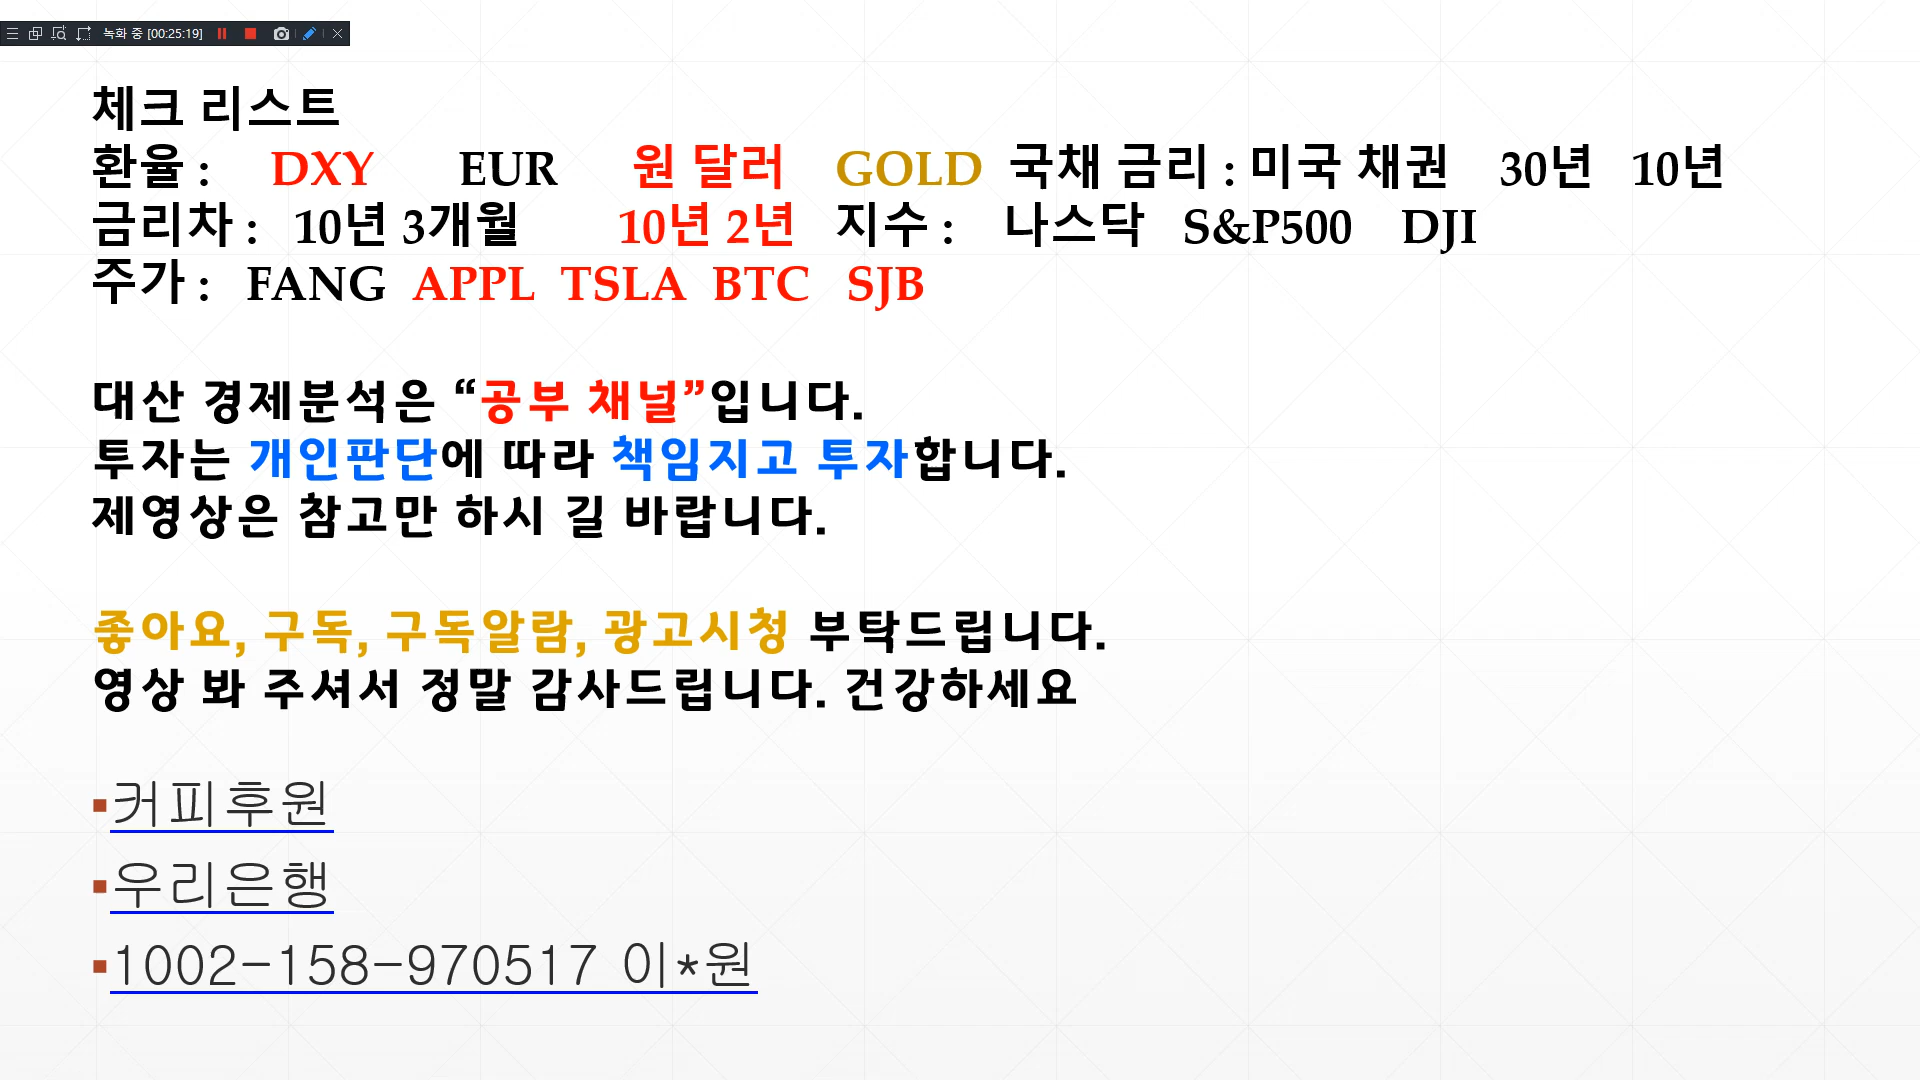 녹화 중 [00:25:19]
체크 리스트
환율 : DXY EUR 원 달러 GOLD 국채 금리 : 미국 채권 30년 10년
금리차 : 10년 3개월 10년 2년 지수 : 나스닥 S&P500 DJI
주가 : FANG APPL TSLA BTC SJB
대산 경제분석은 “공부 채널”입니다.
투자는 개인판단에 따라 책임지고 투자합니다.
제영상은 참고만 하시 길 바랍니다.
좋아요, 구독, 구독알람, 광고시청 부탁드립니다.
영상 봐 주셔서 정말 감사드립니다. 건강하세요
▪커피후원
▪우리은행
▪1002-158-970517 이*원